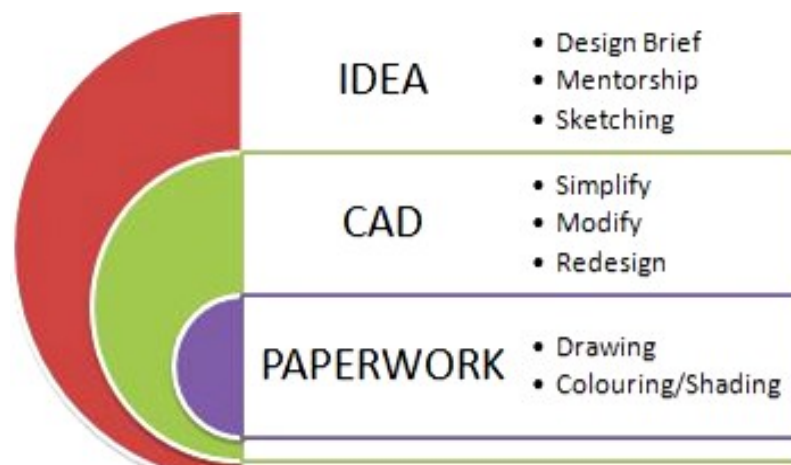 IDEA
• Design Brief
• Mentorship
• Sketching
CAD
• Simplify
• Modify
• Redesign
PAPERWORK
• Drawing
• Colouring/Shading